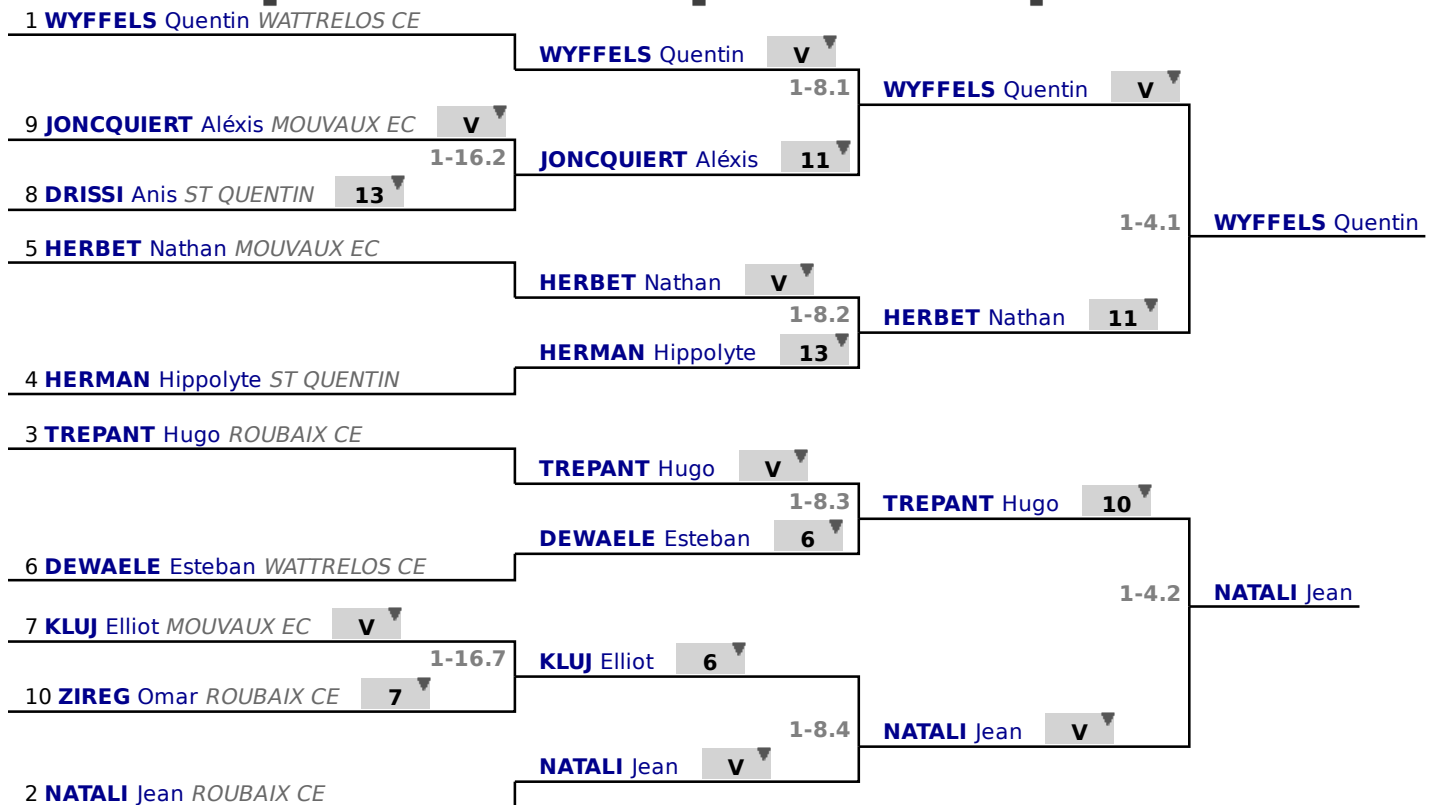 1 WYFFELS Quentin WATTRELOS CE
WYFFELS Quentin V
1-8.1
WYFFELS Quentin V
9 JONCQUIERT Aléxis MOUVAUX EC V
1-16.2
JONCQUIERT Aléxis 11
8 DRISSI Anis ST QUENTIN 13
1-4.1
WYFFELS Quentin
5 HERBET Nathan MOUVAUX EC
HERBET Nathan V
1-8.2
HERBET Nathan 11
HERMAN Hippolyte 13
4 HERMAN Hippolyte ST QUENTIN
3 TREPANT Hugo ROUBAIX CE
TREPANT Hugo V
1-8.3
TREPANT Hugo 10
DEWAELE Esteban 6
6 DEWAELE Esteban WATTRELOS CE
1-4.2
NATALI Jean
7 KLUJ Elliot MOUVAUX EC V
1-16.7
KLUJ Elliot 6
10 ZIREG Omar ROUBAIX CE 7
1-8.4
NATALI Jean V
NATALI Jean V
2 NATALI Jean ROUBAIX CE